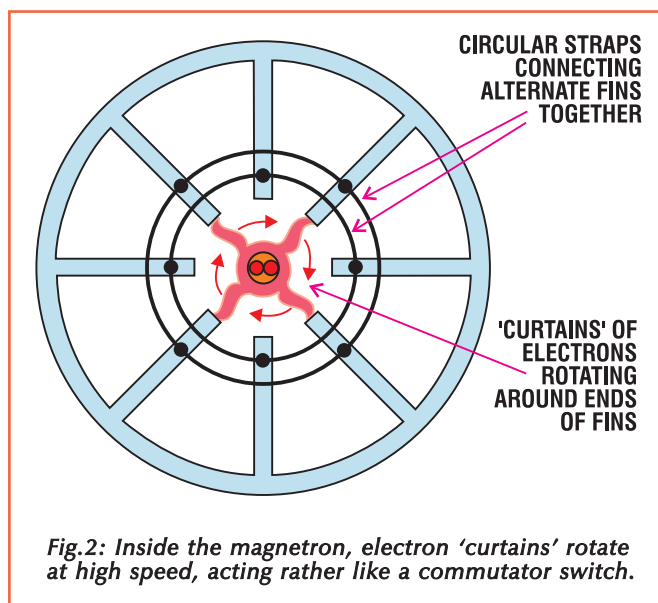 CIRCULAR STRAPS
CONNECTING
ALTERNATE FINS
TOGETHER
'CURTAINS' OF
ELECTRONS
ROTATING
AROUND ENDS
OF FINS
Fig.2: Inside the magnetron, electron ‘curtains’ rotate
at high speed, acting rather like a commutator switch.